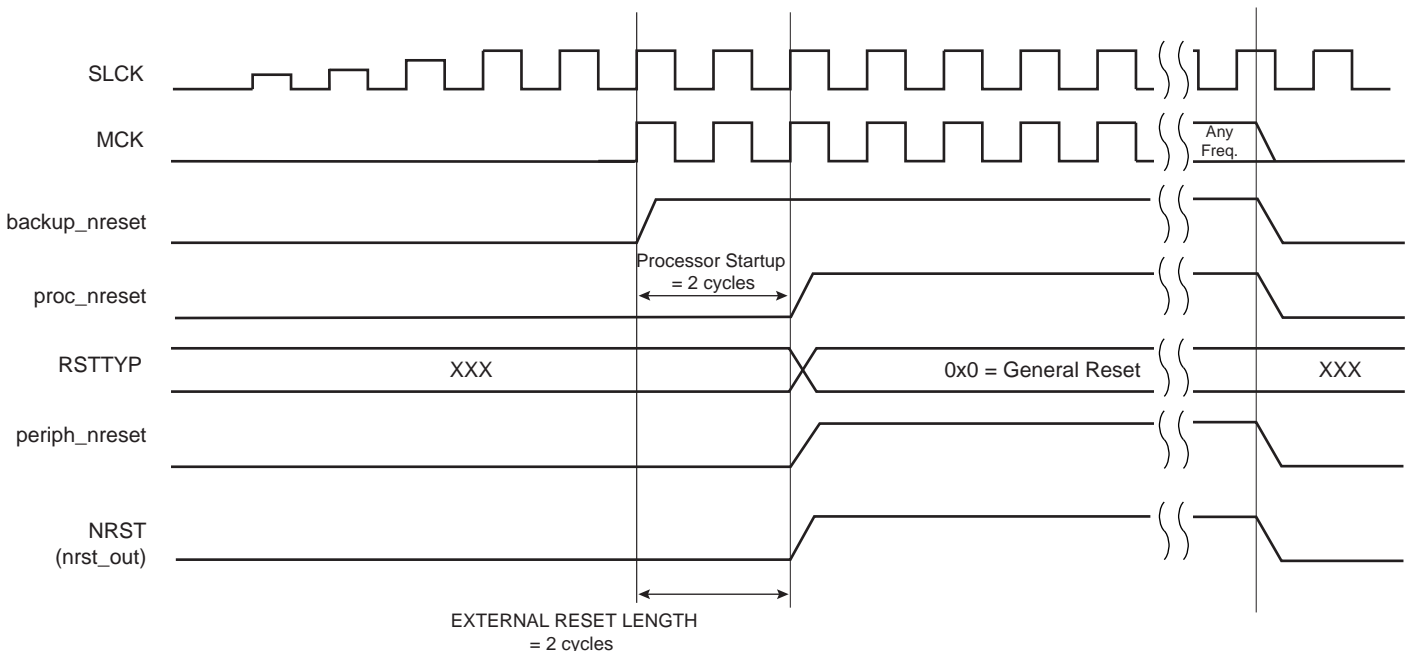 SLCK
MCK
Any
Freq.
backup_nreset
Processor Startup
= 2 cycles
proc_nreset
RSTTYP
XXX
0x0 = General Reset
XXX
periph_nreset
NRST
(nrst_out)
EXTERNAL RESET LENGTH
= 2 cycles